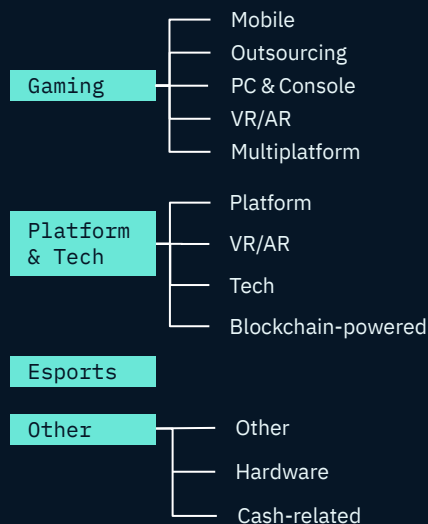 Gaming
Mobile
Outsourcing
PC & Console
VR/AR
Multiplatform
Platform
& Tech
Platform
VR/AR
Tech
Blockchain-powered
Esports
Other
Other
Hardware
Cash-related